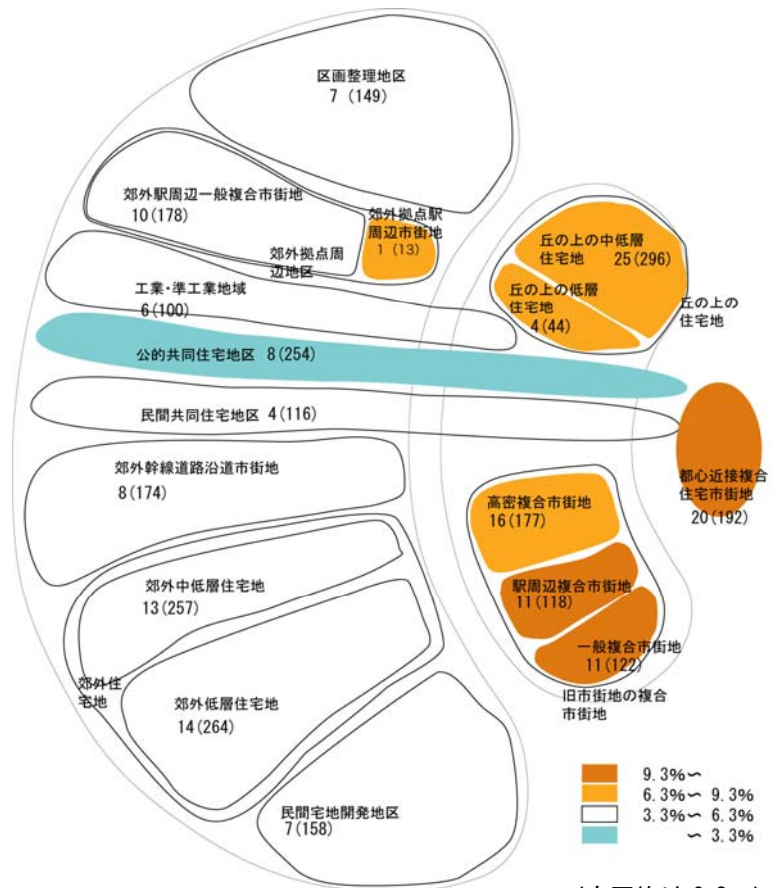 区画整理地区
7 (149)
郊外駅周辺一般複合市街地
10(178)
郊外拠点駅
周辺市街地
1 (13)
郊外拠点周
辺地区
工業・準工業地域
6(100)
公的共同住宅地区 8(254)
民間共同住宅地区 4(116)
郊外幹線道路沿道市街地
8(174)
郊外中低層住宅地
13(257)
郊外住
宅地
郊外低層住宅地
14(264)
民間宅地開発地区
7(158)
丘の上の中低層
住宅地 25(296)
丘の上の低層
住宅地
4(44)
丘の上の
住宅地
都心近接複合
住宅市街地
20(192)
高密複合市街地
16(177)
駅周辺複合市街地
11(118)
一般複合市街地
11(122)
旧市街地の複合
市街地
9.3%〜
6.3%〜 9.3%
3.3%〜 6.3%
〜 3.3%